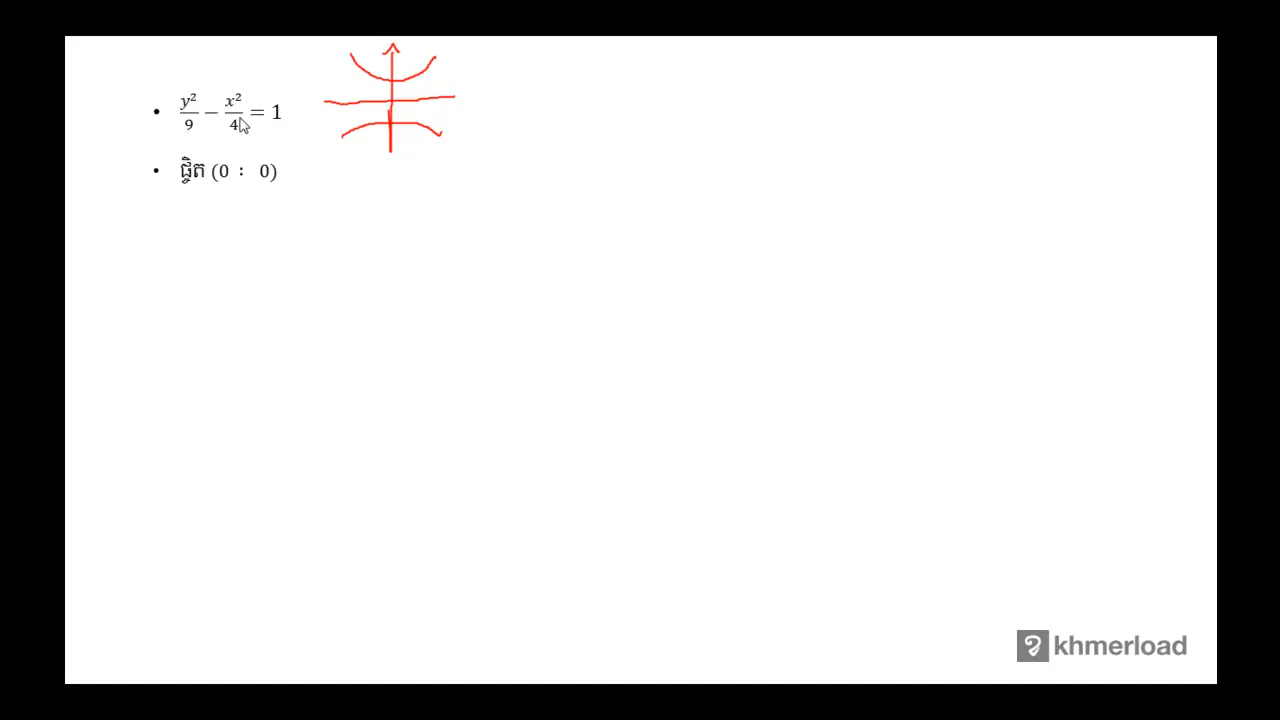 • y²/9 − x²/4 = 1
• ផ្ចិត (0 : 0)
khmerload